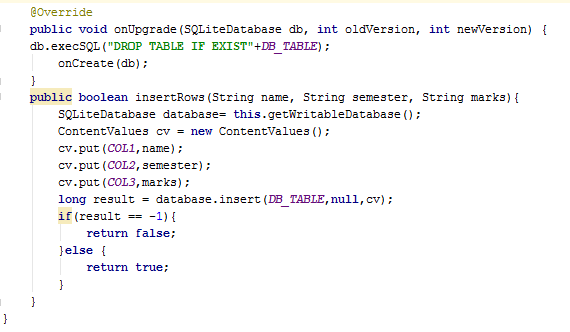 @Override
public void onUpgrade(SQLiteDatabase db, int oldVersion, int newVersion) {
db.execSQL("DROP TABLE IF EXIST"+DB_TABLE);
onCreate(db);
}
public boolean insertRows(String name, String semester, String marks){
SQLiteDatabase database= this.getWritableDatabase();
ContentValues cv = new ContentValues();
cv.put(COL1,name);
cv.put(COL2,semester);
cv.put(COL3,marks);
long result = database.insert(DB_TABLE,null,cv);
if(result == -1){
return false;
}else {
return true;
}
}
}